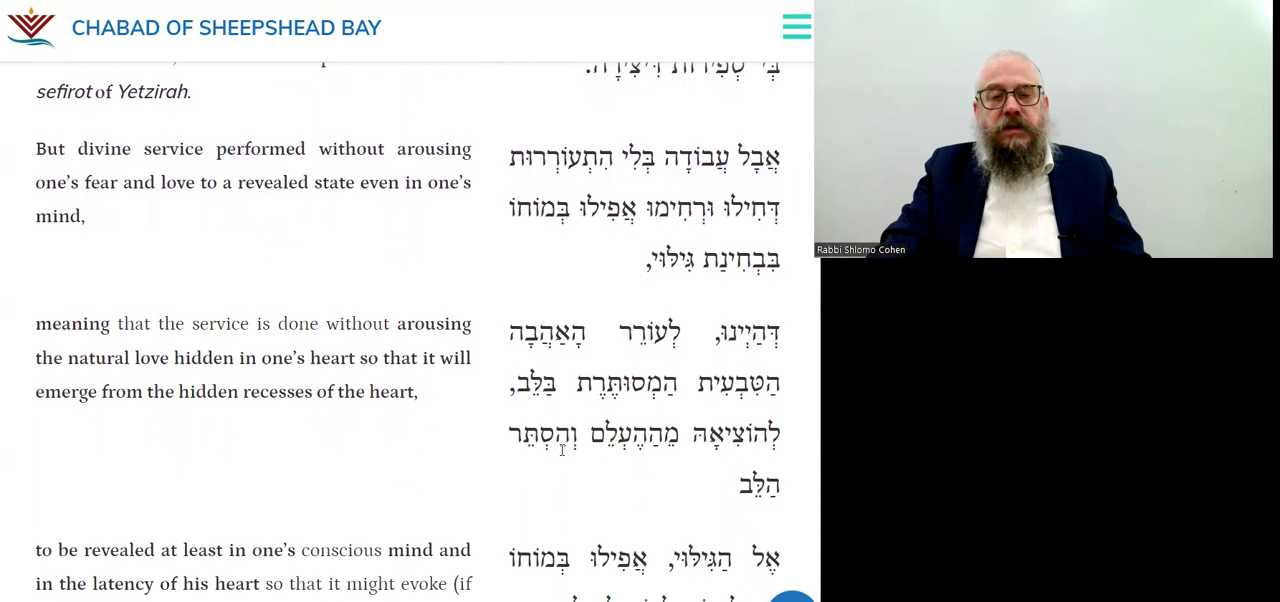 CHABAD OF SHEEPSHEAD BAY
sefirot of Yetzirah.
But divine service performed without arousing
one's fear and love to a revealed state even in one's
mind,
meaning that the service is done without arousing
the natural love hidden in one's heart so that it will
emerge from the hidden recesses of the heart,
to be revealed at least in one's conscious mind and
in the latency of his heart so that it might evoke (if
אֲבָל עֲבוֹדָה בְּלִי הִתְעוֹרְרוּת
דְּחִילוּ וּרְחִימוּ אֲפִילוּ בְּמוֹחוֹ
בִּבְחִינַת גִּילּוּי,
דְּהַיְינוּ, לְעוֹרֵר הָאַהֲבָה
הַטִּבְעִית הַמְסוּתֶּרֶת בַּלֵּב,
לְהוֹצִיאָהּ מֵהַהֶעְלֵם וְהֶסְתֵּר
הַלֵּב
אֶל הַגִּילּוּי, אֲפִילוּ בְּמוֹחוֹ
Rabbi Shlomo Cohen